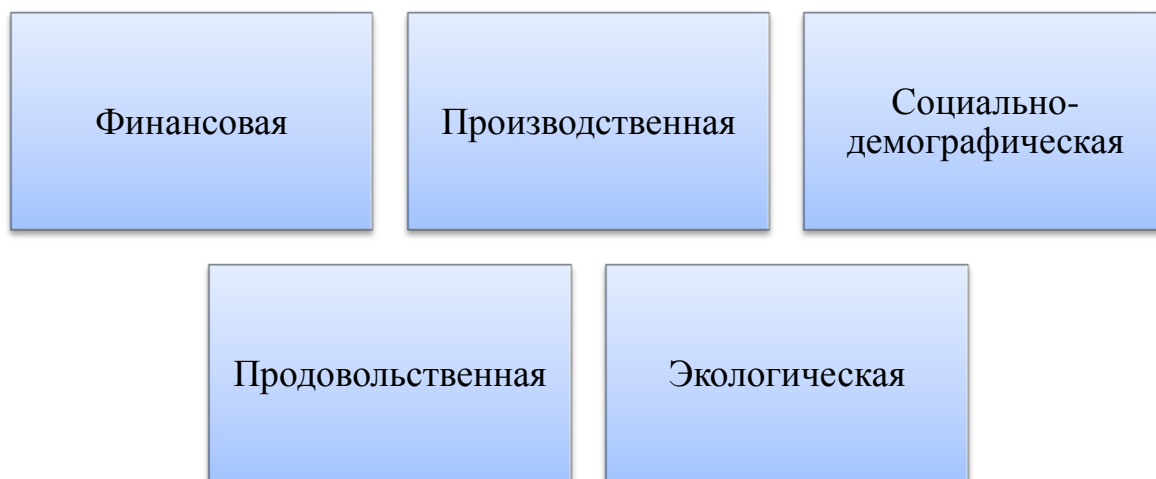 Финансовая
Производственная
Социально-
демографическая
Продовольственная
Экологическая